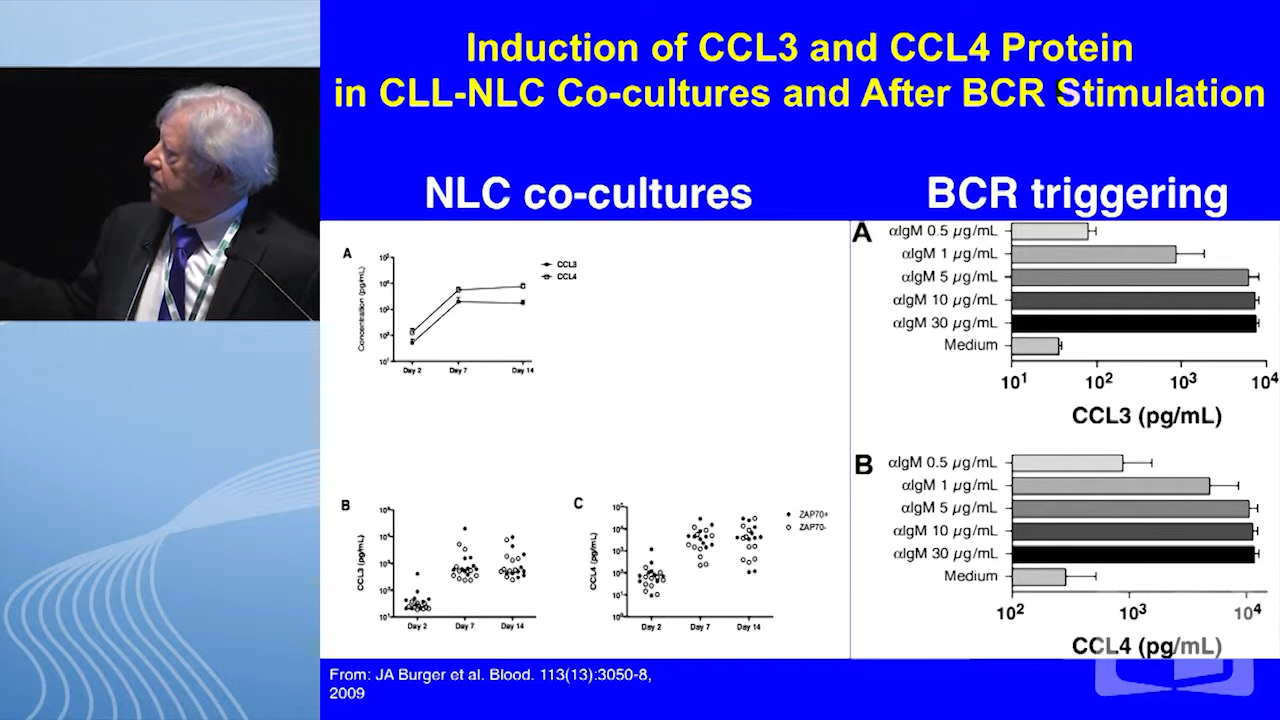 Induction of CCL3 and CCL4 Protein
in CLL-NLC Co-cultures and After BCR Stimulation
NLC co-cultures
A
Concentration (pg/mL)
10¹
CCL3
CCL4
Day 2
Day 7
Day 14
B
CCL3 (pg/mL)
Day 2
Day 7
Day 14
C
CCL4 (pg/mL)
ZAP70+
ZAP70-
Day 2
Day 7
Day 14
BCR triggering
A
αIgM 0.5 µg/mL
αIgM 1 µg/mL
αIgM 5 µg/mL
αIgM 10 µg/mL
αIgM 30 µg/mL
Medium
10¹ 10² 10³ 10⁴
CCL3 (pg/mL)
B
αIgM 0.5 µg/mL
αIgM 1 µg/mL
αIgM 5 µg/mL
αIgM 10 µg/mL
αIgM 30 µg/mL
Medium
10² 10³ 10⁴
CCL4 (pg/mL)
From: JA Burger et al. Blood. 113(13):3050-8,
2009